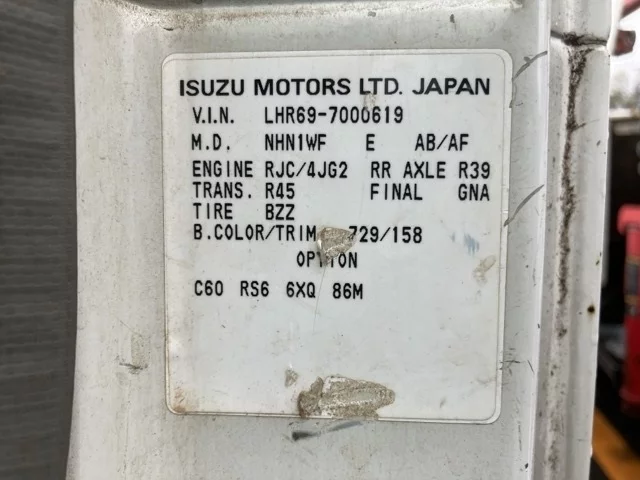 ISUZU MOTORS LTD. JAPAN
V.I.N. LHR69-7000619
M.D. NHN1WF E AB/AF
ENGINE RJC/4JG2 RR AXLE R39
TRANS. R45 FINAL GNA
TIRE BZZ
B.COLOR/TRIM 729/158
OPTION
C60 RS6 6XQ 86M